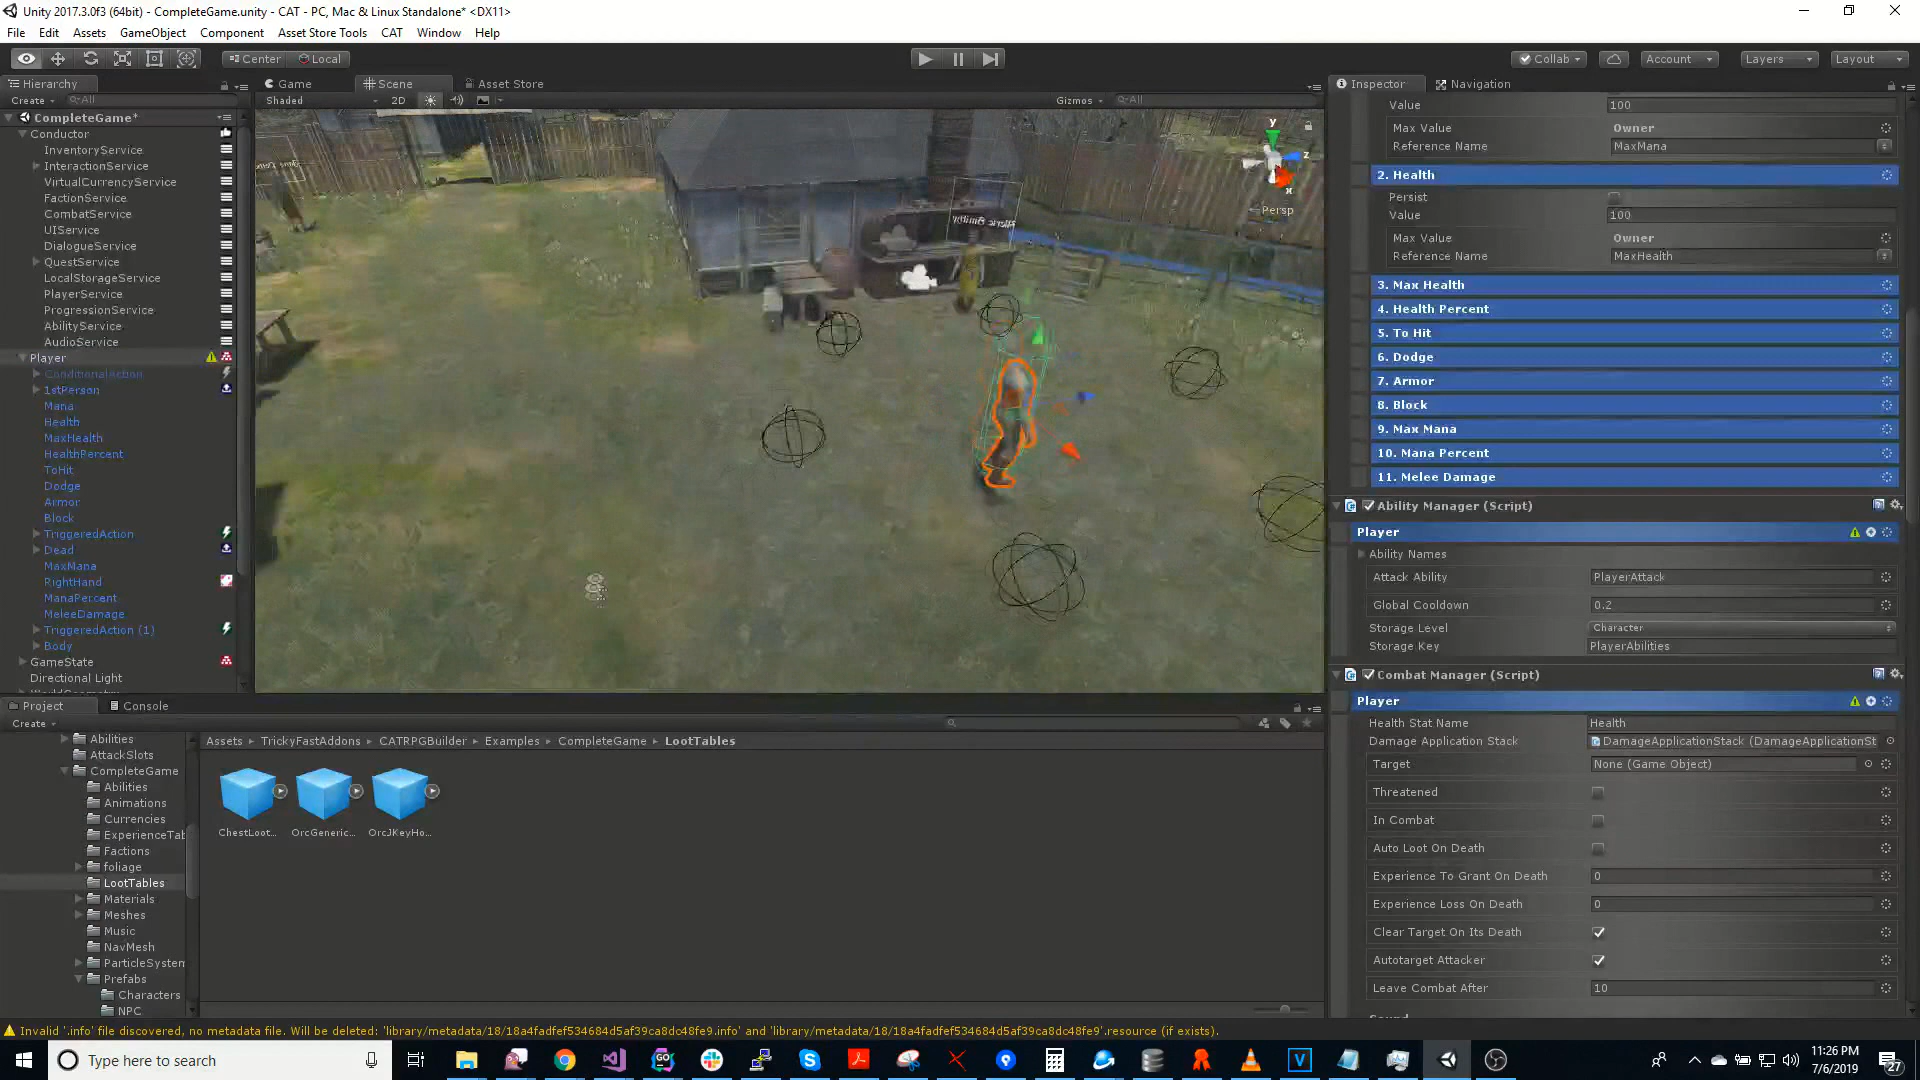 Unity 2017.3.0f3 (64bit) - CompleteGame.unity - CAT - PC, Mac & Linux Standalone* <DX11>
File Edit Assets GameObject Component Asset Store Tools CAT Window Help
Center Local Collab Account Layers Layout
Hierarchy
Create All
CompleteGame*
Conductor
InventoryService
InteractionService
VirtualCurrencyService
FactionService
CombatService
UIService
DialogueService
QuestService
LocalStorageService
PlayerService
ProgressionService
AbilityService
AudioService
Player
ConditionalAction
1stPerson
Mana
Health
MaxHealth
HealthPercent
ToHit
Dodge
Armor
Block
TriggeredAction
Dead
MaxMana
RightHand
ManaPercent
MeleeDamage
TriggeredAction (1)
Body
GameState
Directional Light
Game Scene Asset Store
Shaded 2D Gizmos All
y
z
x
Persp
Inspector Navigation
Value 100
Max Value Owner
Reference Name MaxMana
2. Health
Persist
Value 100
Max Value Owner
Reference Name MaxHealth
3. Max Health
4. Health Percent
5. To Hit
6. Dodge
7. Armor
8. Block
9. Max Mana
10. Mana Percent
11. Melee Damage
Ability Manager (Script)
Player
Ability Names
Attack Ability PlayerAttack
Global Cooldown 0.2
Storage Level Character
Storage Key PlayerAbilities
Combat Manager (Script)
Player
Health Stat Name Health
Damage Application Stack DamageApplicationStack (DamageApplicationSt
Target None (Game Object)
Threatened
In Combat
Auto Loot On Death
Experience To Grant On Death 0
Experience Loss On Death 0
Clear Target On Its Death
Autotarget Attacker
Leave Combat After 10
Sound
Project Console
Create
Abilities
AttackSlots
CompleteGame
Abilities
Animations
Currencies
ExperienceTab
Factions
foliage
LootTables
Materials
Meshes
Music
NavMesh
ParticleSystem
Prefabs
Characters
NPC
Assets TrickyFastAddons CATRPGBuilder Examples CompleteGame LootTables
ChestLoot... OrcGeneric... OrcJKeyHo...
Invalid '.info' file discovered, no metadata file. Will be deleted: 'library/metadata/18/18a4fadfef534684d5af39ca8dc48fe9.info' and 'library/metadata/18/18a4fadfef534684d5af39ca8dc48fe9'.resource (if exists).
Type here to search
11:26 PM
7/6/2019
27